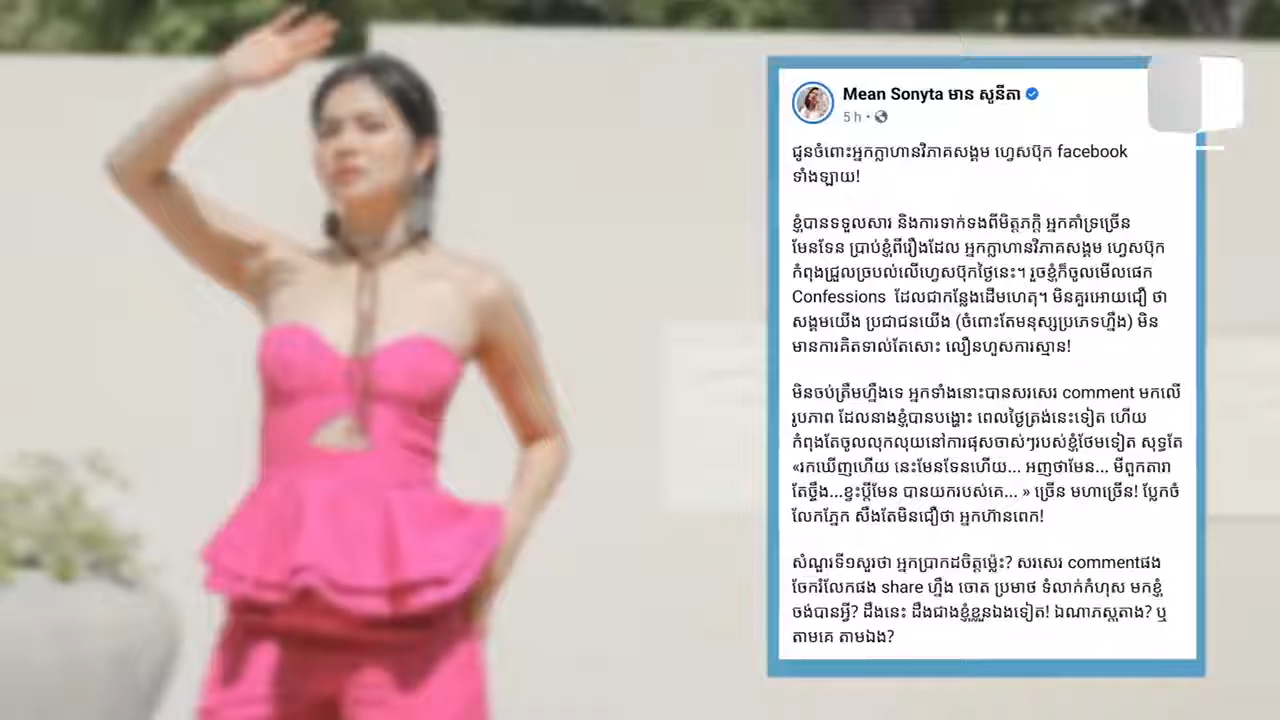 Mean Sonyta មាន សូនីតា
5 h
ជូនចំពោះអ្នកក្លាហានវិភាគសង្គម ហ្វេសប៊ុក facebook
ទាំងឡាយ!
ខ្ញុំបានទទួលសារ និងការទាក់ទងពីមិត្តភក្តិ អ្នកគាំទ្រច្រើន
មែនទែន ប្រាប់ខ្ញុំពីរឿងដែល អ្នកក្លាហានវិភាគសង្គម ហ្វេសប៊ុក
កំពុងជ្រួលច្របល់លើហ្វេសប៊ុកថ្ងៃនេះ។ រួចខ្ញុំក៏ចូលមើលផេក
Confessions ដែលជាកន្លែងដើមហេតុ។ មិនគួរអោយជឿ ថា
សង្គមយើង ប្រជាជនយើង (ចំពោះតែមនុស្សប្រភេទហ្នឹង) មិន
មានការគិតទាល់តែសោះ លឿនហួសការស្មាន!
មិនចប់ត្រឹមហ្នឹងទេ អ្នកទាំងនោះបានសរសេរ comment មកលើ
រូបភាព ដែលនាងខ្ញុំបានបង្ហោះ ពេលថ្ងៃត្រង់នេះទៀត ហើយ
កំពុងតែចូលលុកលុយនៅការផុសចាស់ៗរបស់ខ្ញុំថែមទៀត សុទ្ធតែ
«រកឃើញហើយ នេះមែនទែនហើយ... អញថាមែន... មីពួកតារា
តែច្ចឹង...ខ្វះប្តីមែន បានយករបស់គេ... » ច្រើន មហាច្រើន! ប្លែកចំ
លែកភ្នែក សឹងតែមិនជឿថា អ្នកហ៊ានពេក!
សំណួរទី១សួរថា អ្នកប្រាកដចិត្តម្ល៉េះ? សរសេរ commentផង
ចែករំលែកផង share ហ្នឹង ចោត ប្រមាថ ទំលាក់កំហុស មកខ្ញុំ
ចង់បានអ្វី? ដឹងនេះ ដឹងជាងខ្ញុំខ្លួនឯងទៀត! ឯណាភស្តុតាង? ឬ
តាមគេ តាមឯង?